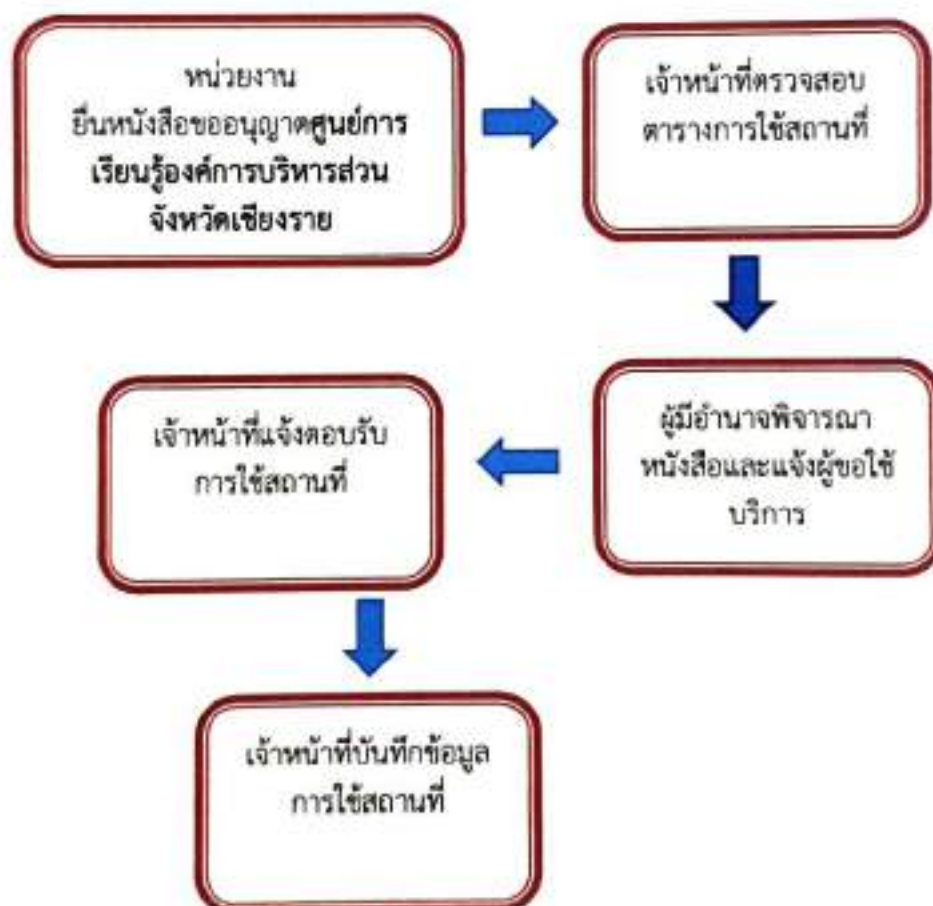 หน่วยงาน
ยื่นหนังสือขออนุญาตศูนย์การ
เรียนรู้องค์การบริหารส่วน
จังหวัดเชียงราย
เจ้าหน้าที่ตรวจสอบ
ตารางการใช้สถานที่
ผู้มีอำนาจพิจารณา
หนังสือและแจ้งผู้ขอใช้
บริการ
เจ้าหน้าที่แจ้งตอบรับ
การใช้สถานที่
เจ้าหน้าที่บันทึกข้อมูล
การใช้สถานที่